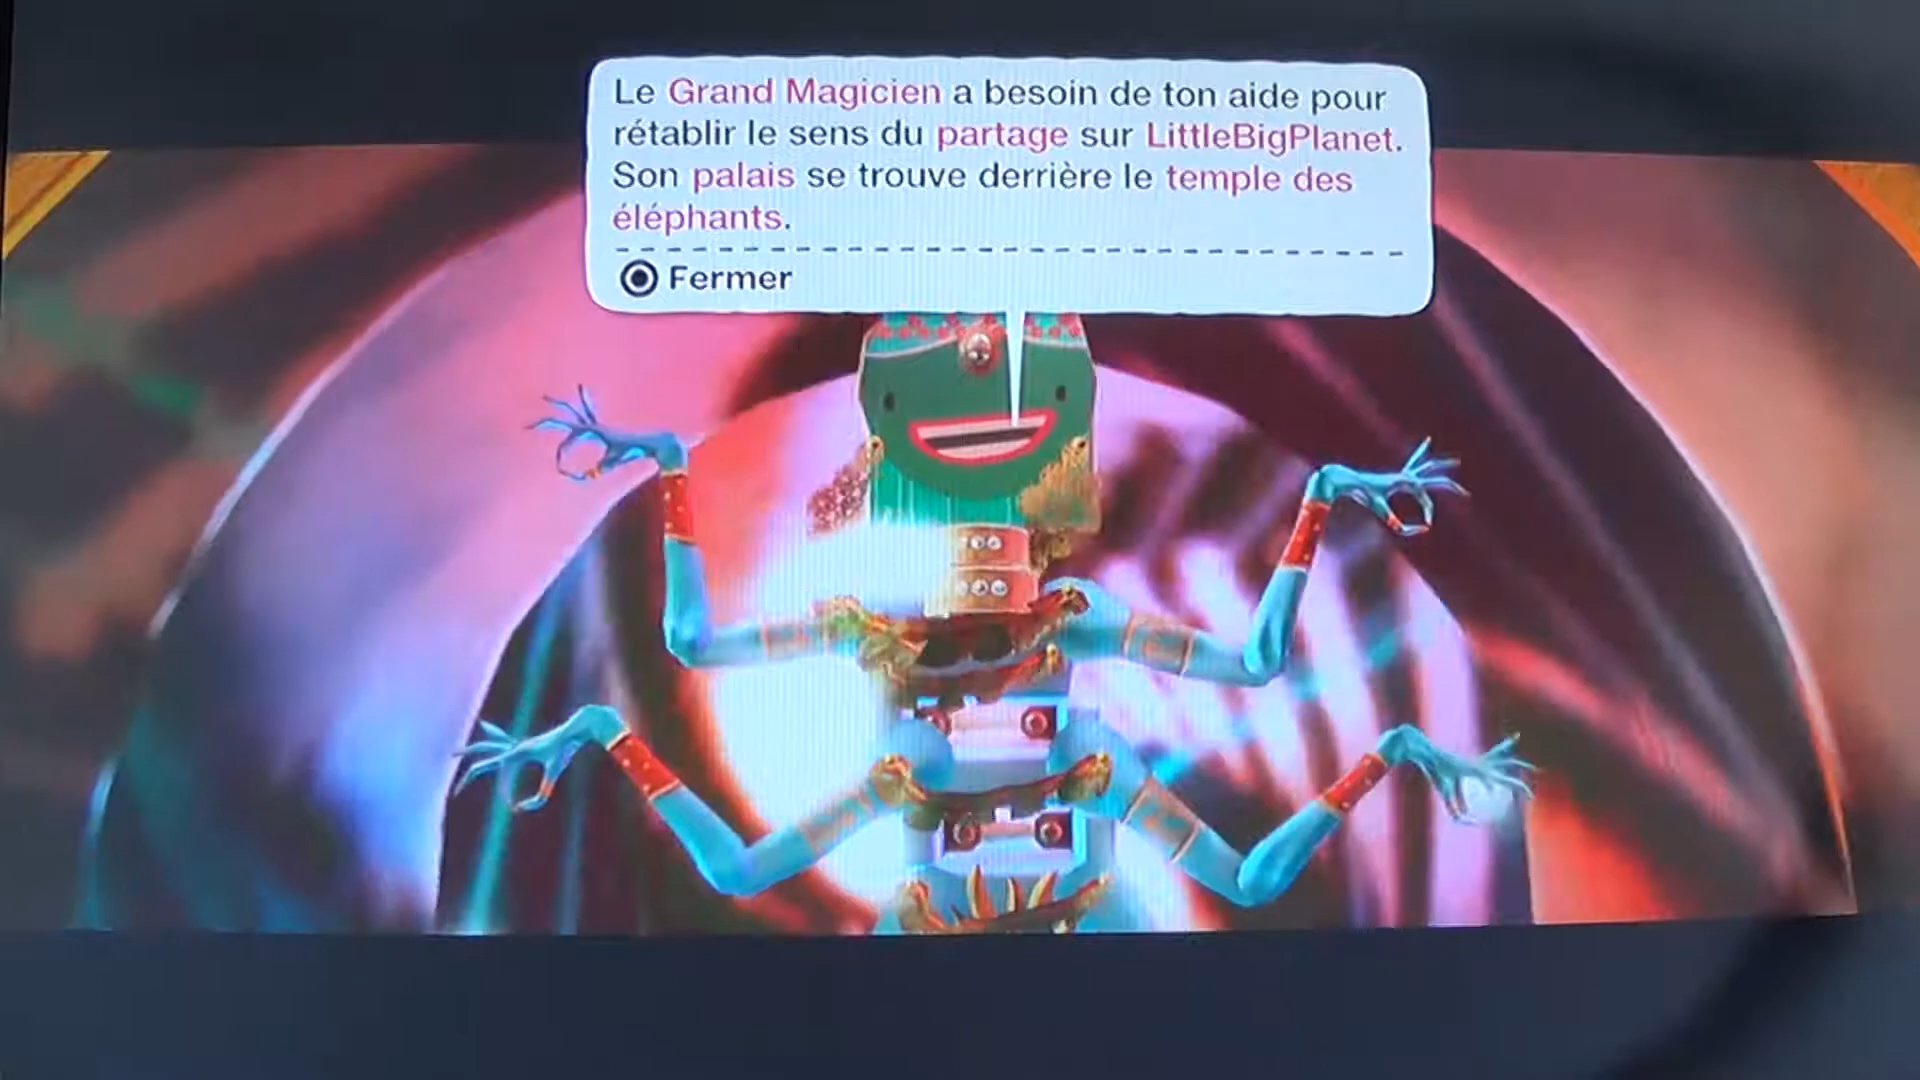 Le Grand Magicien a besoin de ton aide pour
rétablir le sens du partage sur LittleBigPlanet.
Son palais se trouve derrière le temple des
éléphants.
Fermer